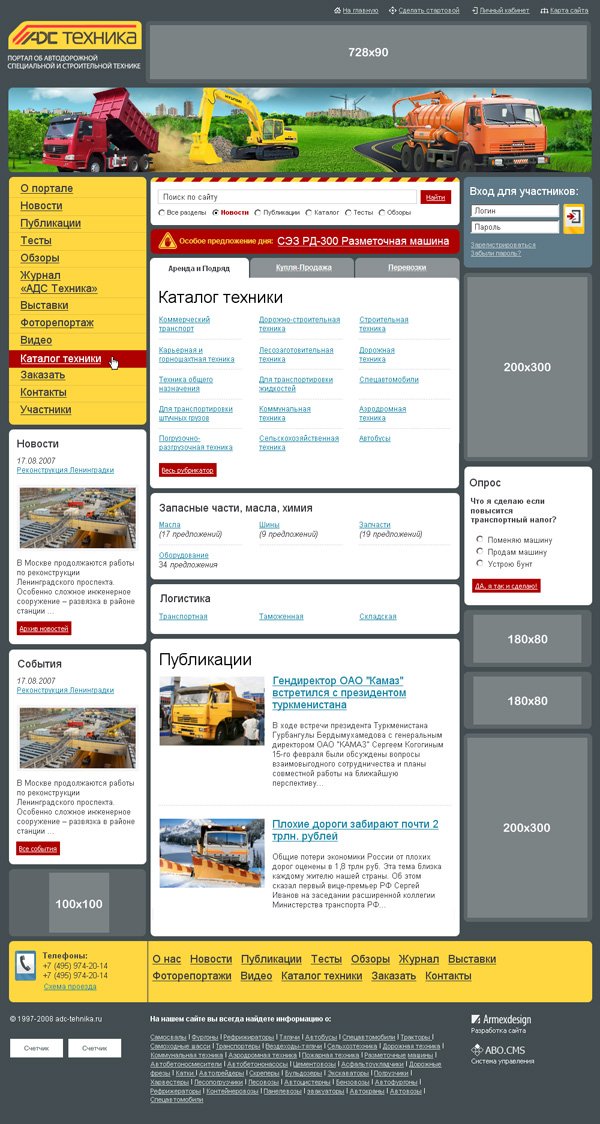 На главную
Сделать стартовой
Личный кабинет
Карта сайта
АДС техника
ПОРТАЛ ОБ АВТОДОРОЖНОЙ
СПЕЦИАЛЬНОЙ И СТРОИТЕЛЬНОЙ ТЕХНИКЕ
728x90
О портале
Новости
Публикации
Тесты
Обзоры
Журнал
«АДС Техника»
Выставки
Фоторепортаж
Видео
Каталог техники
Заказать
Контакты
Участники
Поиск по сайту
Найти
Все разделы Новости Публикации Каталог Тесты Обзоры
Особое предложение дня: СЭЗ РД-300 Разметочная машина
Аренда и Подряд
Купля-Продажа
Перевозки
Каталог техники
Коммерческий
транспорт
Дорожно-строительная
техника
Строительная
техника
Карьерная и
горношахтная техника
Лесозаготовительная
техника
Дорожная
техника
Техника общего
назначения
Для транспортировки
жидкостей
Спецавтомобили
Для транспортировки
штучных грузов
Коммунальная
техника
Аэродромная
техника
Погрузочно-
разгрузочная техника
Сельскохозяйственная
техника
Автобусы
Весь рубрикатор
Запасные части, масла, химия
Масла
(17 предложений)
Шины
(9 предложений)
Запчасти
(19 предложений)
Оборудование
34 предложения
Логистика
Транспортная
Таможенная
Складская
Публикации
Гендиректор ОАО "Камаз"
встретился с президентом
туркменистана
В ходе встречи президента Туркменистана
Гурбангулы Бердымухамедова с генеральным
директором ОАО "КАМАЗ" Сергеем Когогиным
15-го февраля были обсуждены вопросы
взаимовыгодного сотрудничества и планы
совместной работы на ближайшую
перспективу...
Плохие дороги забирают почти 2
трлн. рублей
Общие потери экономики России от плохих
дорог оценены в 1,8 трлн руб. Эта тема близка
каждому жителю нашей страны. Об этом
сказал первый вице-премьер РФ Сергей
Иванов на заседании расширенной коллегии
Министерства транспорта РФ...
Вход для участников:
Логин
Пароль
Зарегистрироваться
Забыли пароль?
200x300
Опрос
Что я сделаю если
повысится
транспортный налог?
Поменяю машину
Продам машину
Устрою бунт
ДА, я так и сделаю!
180x80
180x80
200x300
Новости
17.08.2007
Реконструкция Ленинградки
В Москве продолжаются работы
по реконструкции
Ленинградского проспекта.
Особенно сложное инженерное
сооружение – развязка в районе
станции ...
Архив новостей
События
17.08.2007
Реконструкция Ленинградки
В Москве продолжаются работы
по реконструкции
Ленинградского проспекта.
Особенно сложное инженерное
сооружение – развязка в районе
станции ...
Все события
100x100
Телефоны:
+7 (495) 974-20-14
+7 (495) 974-20-14
Схема проезда
О нас Новости Публикации Тесты Обзоры Журнал Выставки
Фоторепортажи Видео Каталог техники Заказать Контакты
© 1997-2008 adc-tehnika.ru
Счетчик
Счетчик
На нашем сайте вы всегда найдете информацию о:
Самосвалы | Фургоны | Рефрижираторы | Тягачи | Автобусы | Спецавтомобили | Тракторы |
Самоходные шасси | Транспортеры | Вездеходы-тягачи | Сельхозтехника | Дорожная техника |
Коммунальная техника | Аэродромная техника | Пожарная техника | Разметочные машины |
Автобетоносмесители | Автобетононасосы | Цементовозы | Асфальтоукладчики | Дорожные
фрезы | Катки | Автогрейдеры | Скреперы | Бульдозеры | Экскаваторы | Погрузчики |
Харвестеры | Лесопогрузчики | Лесовозы | Автоцистерны | Бензовозы | Автофургоны |
Рефрижераторы | Контейнеровозы | Панелевозы | эвакуаторы | Автокраны | Автовозы |
Спецавтомобили
Armexdesign
Разработка сайта
ABO.CMS
Система управления